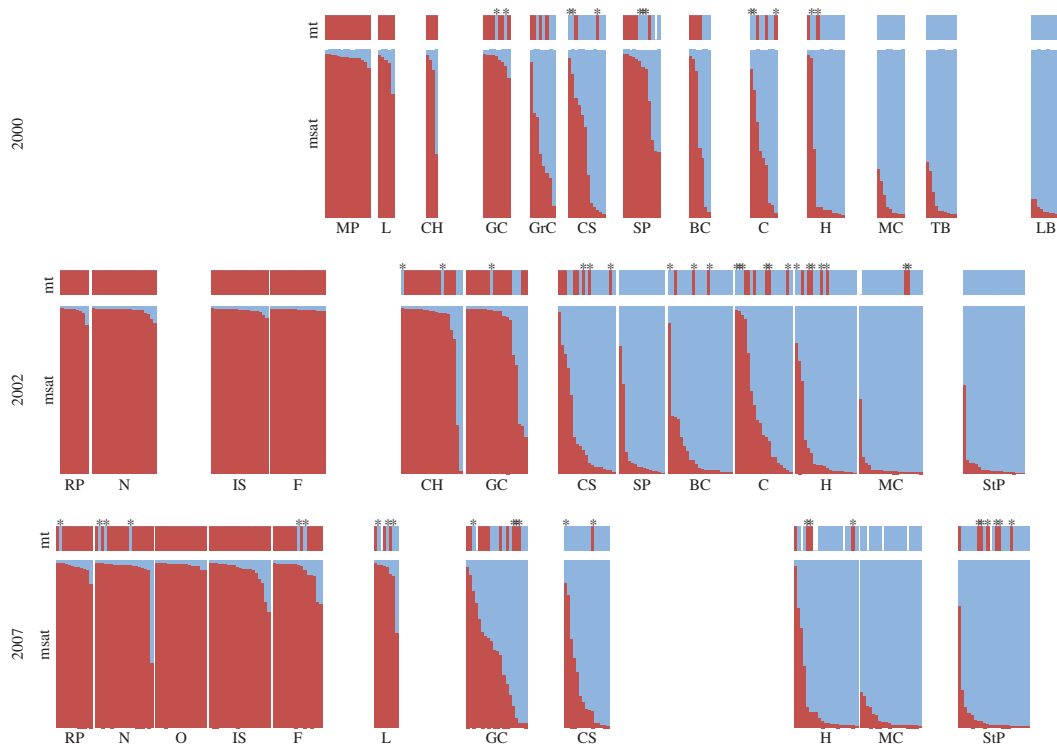 * * * * * * * * * * * *
mt
2000
msat
MP L CH GC GrC CS SP BC C H MC TB LB
* * * * * * * * * * * * * * * * * * * * *
mt
2002
msat
RP N IS F CH GC CS SP BC C H MC StP
* * * * * * * * * * * * * * * * * * * * * * * *
mt
2007
msat
RP N O IS F L GC CS H MC StP